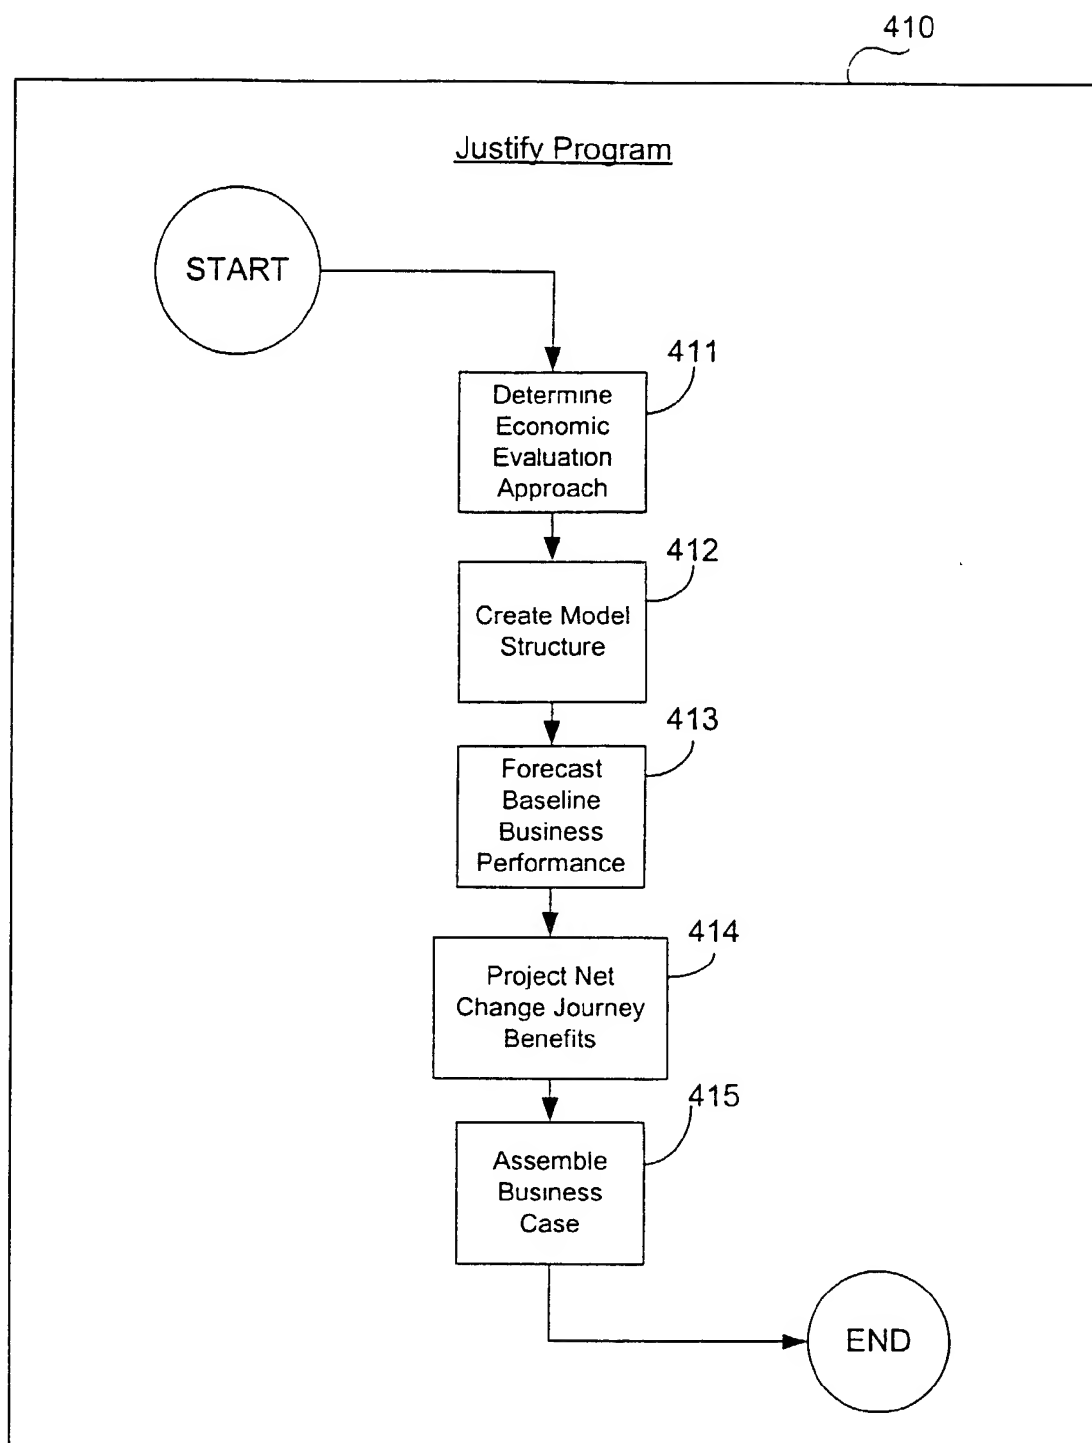 410
Justify Program
START
411
Determine
Economic
Evaluation
Approach
412
Create Model
Structure
413
Forecast
Baseline
Business
Performance
414
Project Net
Change Journey
Benefits
415
Assemble
Business
Case
END